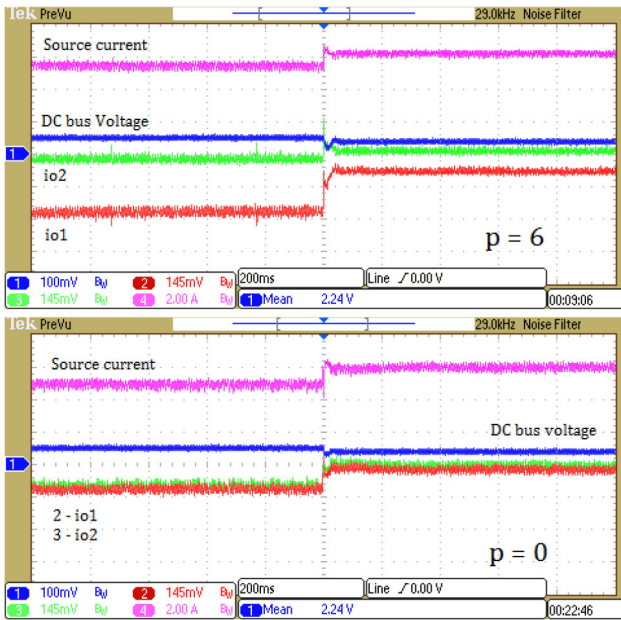 Tek PreVu 29.0kHz Noise Filter
Source current
DC bus Voltage
1
io2
io1
p = 6
1 100mV Bw 2 145mV Bw 200ms Line 0.00 V
3 145mV Bw 4 2.00 A Bw 1 Mean 2.24 V 00:09:06
Tek PreVu 29.0kHz Noise Filter
Source current
DC bus voltage
1
2 - io1
3 - io2
p = 0
1 100mV Bw 2 145mV Bw 200ms Line 0.00 V
3 145mV Bw 4 2.00 A Bw 1 Mean 2.24 V 00:22:46